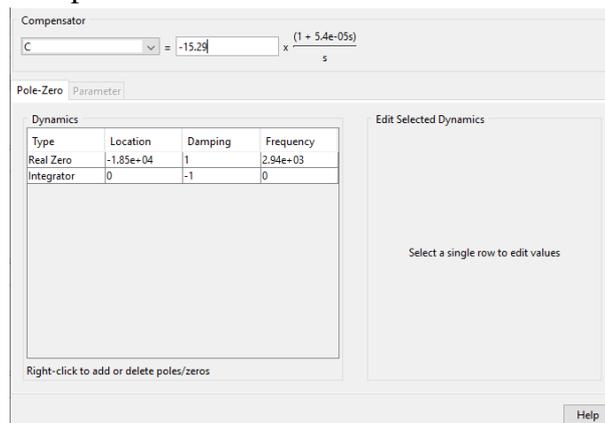 Compensator
C = -15.29 x (1 + 5.4e-05s)
s
Pole-Zero Parameter
Dynamics
Type Location Damping Frequency
Real Zero -1.85e+04 1 2.94e+03
Integrator 0 -1 0
Right-click to add or delete poles/zeros
Edit Selected Dynamics
Select a single row to edit values
Help